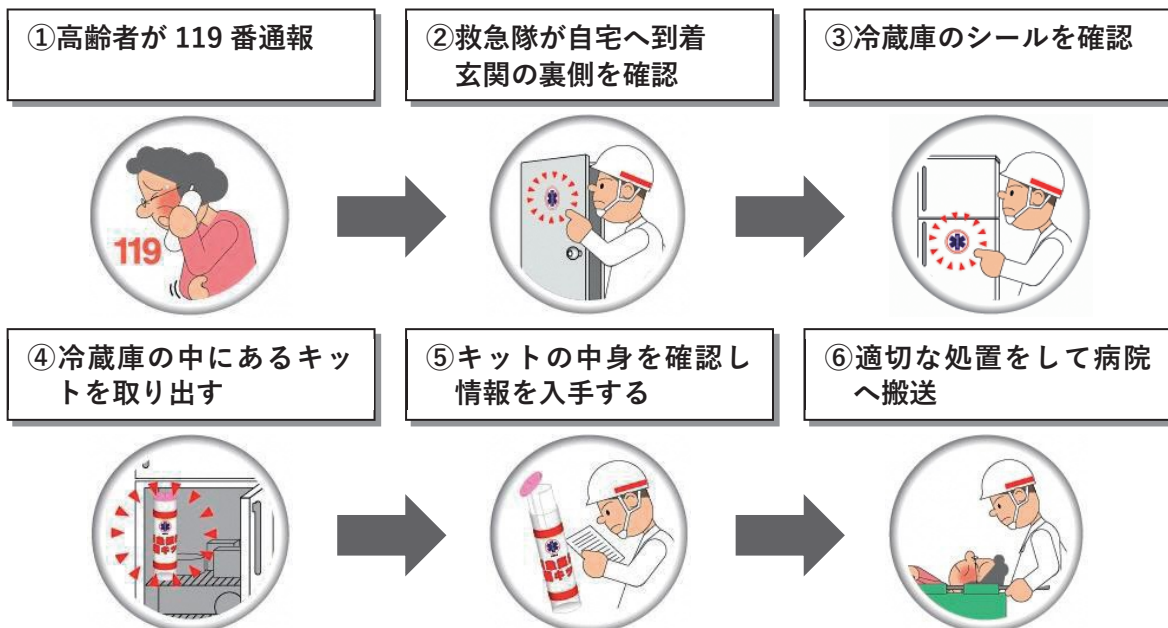 ①高齢者が 119 番通報
②救急隊が自宅へ到着
玄関の裏側を確認
③冷蔵庫のシールを確認
119
④冷蔵庫の中にあるキッ
トを取り出す
⑤キットの中身を確認し
情報を入手する
⑥適切な処置をして病院
へ搬送